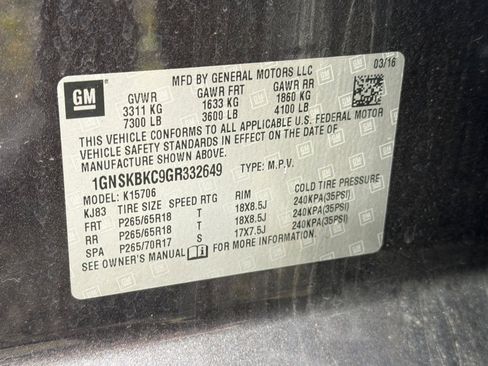 GM
MFD BY GENERAL MOTORS LLC
03/16
GVWR GAWR FRT GAWR RR
3311 KG 1633 KG 1860 KG
7300 LB 3600 LB 4100 LB
THIS VEHICLE CONFORMS TO ALL APPLICABLE U.S. FEDERAL MOTOR
VEHICLE SAFETY, BUMPER, AND THEFT PREVENTION STANDARDS IN
EFFECT ON THE DATE OF MANUFACTURE SHOWN ABOVE.
1GNSKBKC9GR332649 TYPE: M.P.V.
MODEL: K15706
KJ83 TIRE SIZE SPEED RTG RIM COLD TIRE PRESSURE
FRT P265/65R18 T 18X8.5J 240KPA(35PSI)
RR P265/65R18 T 18X8.5J 240KPA(35PSI)
SPA P265/70R17 S 17X7.5J 240KPA(35PSI)
SEE OWNER'S MANUAL FOR MORE INFORMATION.